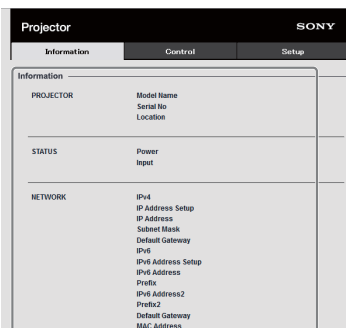 Projector SONY
Information Control Setup
Information
PROJECTOR Model Name
Serial No
Location
STATUS Power
Input
NETWORK IPv4
IP Address Setup
IP Address
Subnet Mask
Default Gateway
IPv6
IPv6 Address Setup
IPv6 Address
Prefix
IPv6 Address2
Prefix2
Default Gateway
MAC Address